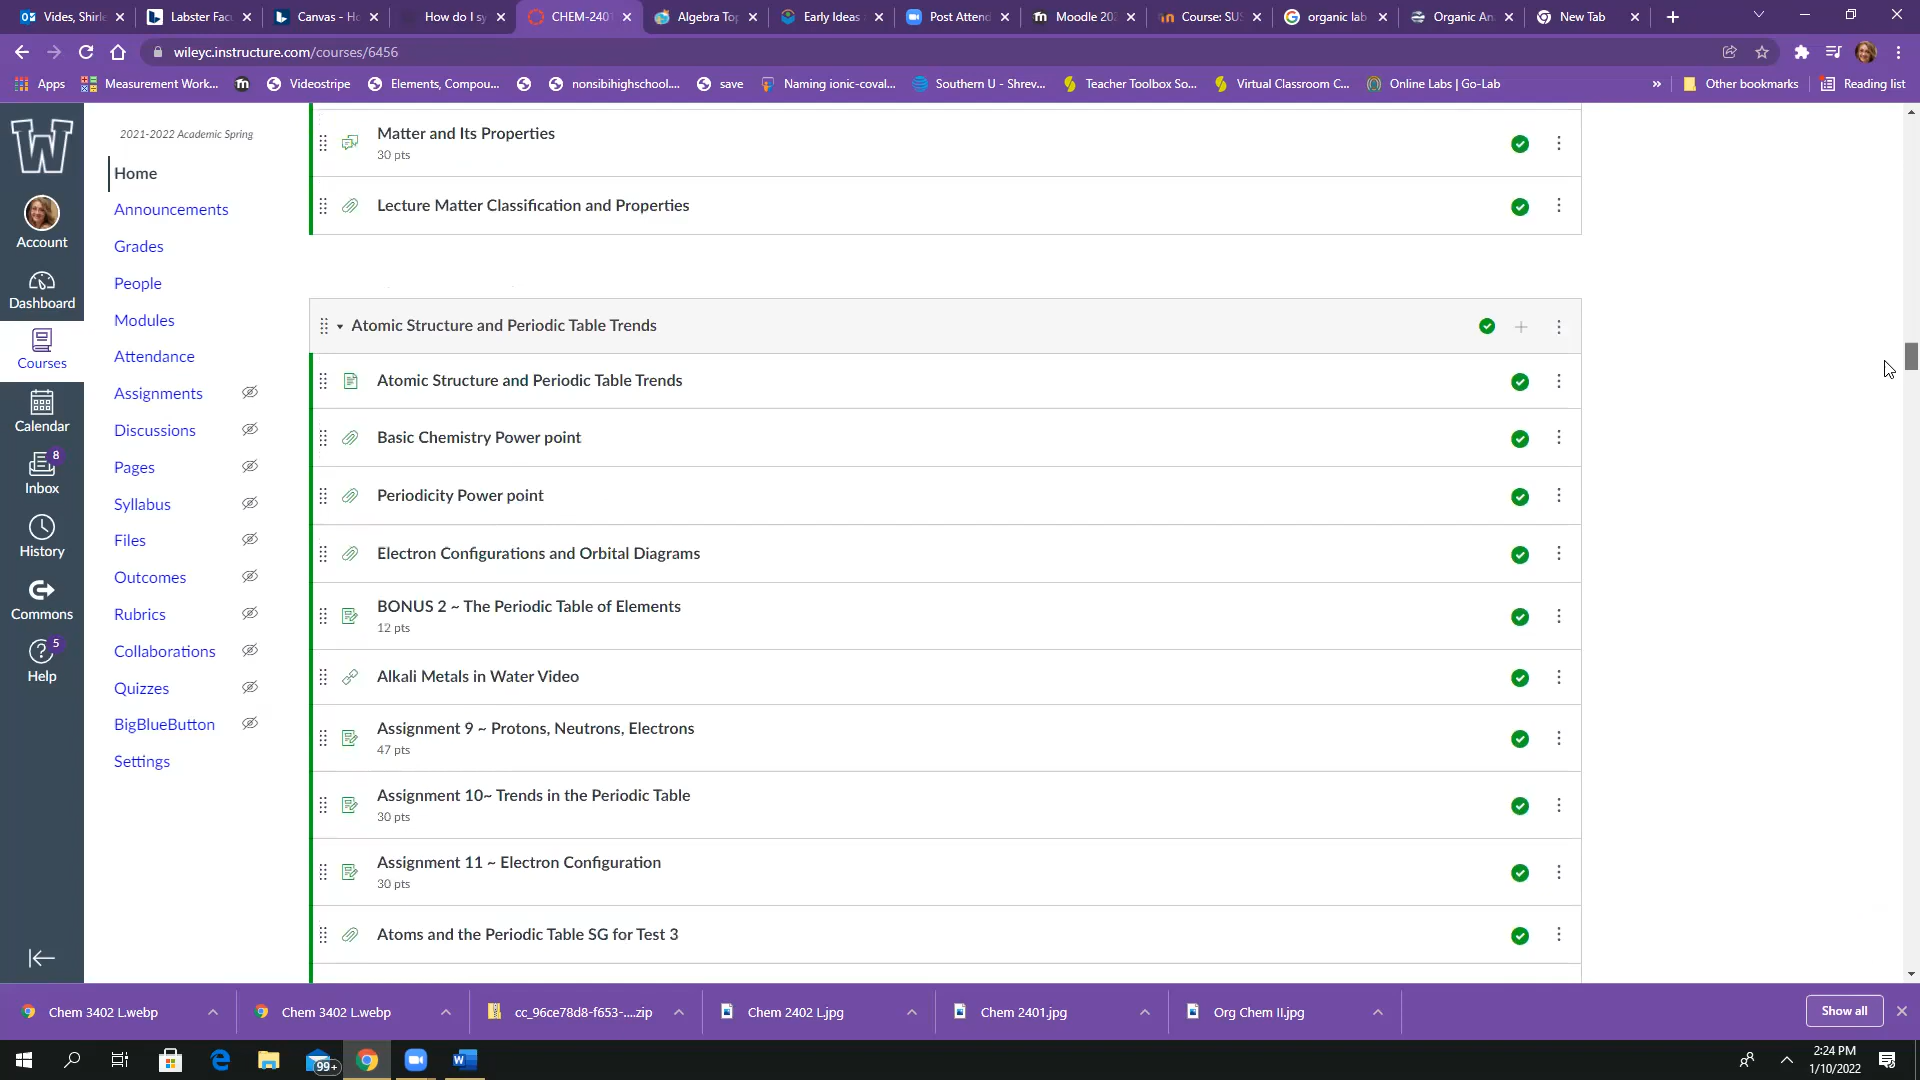 Vides, Shirle
Labster Facu
Canvas - Ho
How do I sy
CHEM-2401
Algebra Top
Early Ideas a
Post Attend
Moodle 202
Course: SUS
organic lab
Organic An
New Tab
wileyc.instructure.com/courses/6456
Apps
Measurement Work...
Videostripe
Elements, Compou...
nonsibihighschool....
save
Naming ionic-coval...
Southern U - Shrev...
Teacher Toolbox So...
Virtual Classroom C...
Online Labs | Go-Lab
»
Other bookmarks
Reading list
W
Account
Dashboard
Courses
Calendar
8
Inbox
History
Commons
5
Help
2021-2022 Academic Spring
Home
Announcements
Grades
People
Modules
Attendance
Assignments
Discussions
Pages
Syllabus
Files
Outcomes
Rubrics
Collaborations
Quizzes
BigBlueButton
Settings
Matter and Its Properties
30 pts
Lecture Matter Classification and Properties
Atomic Structure and Periodic Table Trends
Atomic Structure and Periodic Table Trends
Basic Chemistry Power point
Periodicity Power point
Electron Configurations and Orbital Diagrams
BONUS 2 ~ The Periodic Table of Elements
12 pts
Alkali Metals in Water Video
Assignment 9 ~ Protons, Neutrons, Electrons
47 pts
Assignment 10~ Trends in the Periodic Table
30 pts
Assignment 11 ~ Electron Configuration
30 pts
Atoms and the Periodic Table SG for Test 3
Chem 3402 L.webp
Chem 3402 L.webp
cc_96ce78d8-f653-....zip
Chem 2402 L.jpg
Chem 2401.jpg
Org Chem II.jpg
Show all
99+
2:24 PM
1/10/2022